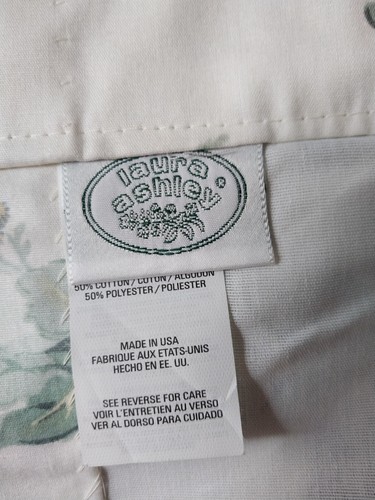 laura
ashley®
50% COTTON / COTON / ALGODON
50% POLYESTER / POLIESTER
MADE IN USA
FABRIQUE AUX ETATS-UNIS
HECHO EN EE. UU.
SEE REVERSE FOR CARE
VOIR L'ENTRETIEN AU VERSO
VER AL DORSO PARA CUIDADO